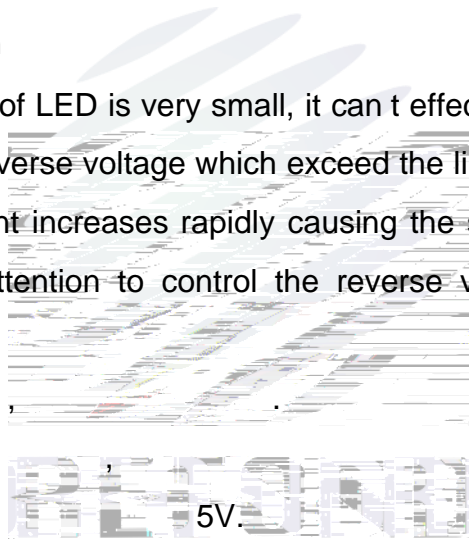 of LED is very small, it can t effec
verse voltage which exceed the li
nt increases rapidly causing the s
ttention to control the reverse v
, .
,
5V.
REFOND